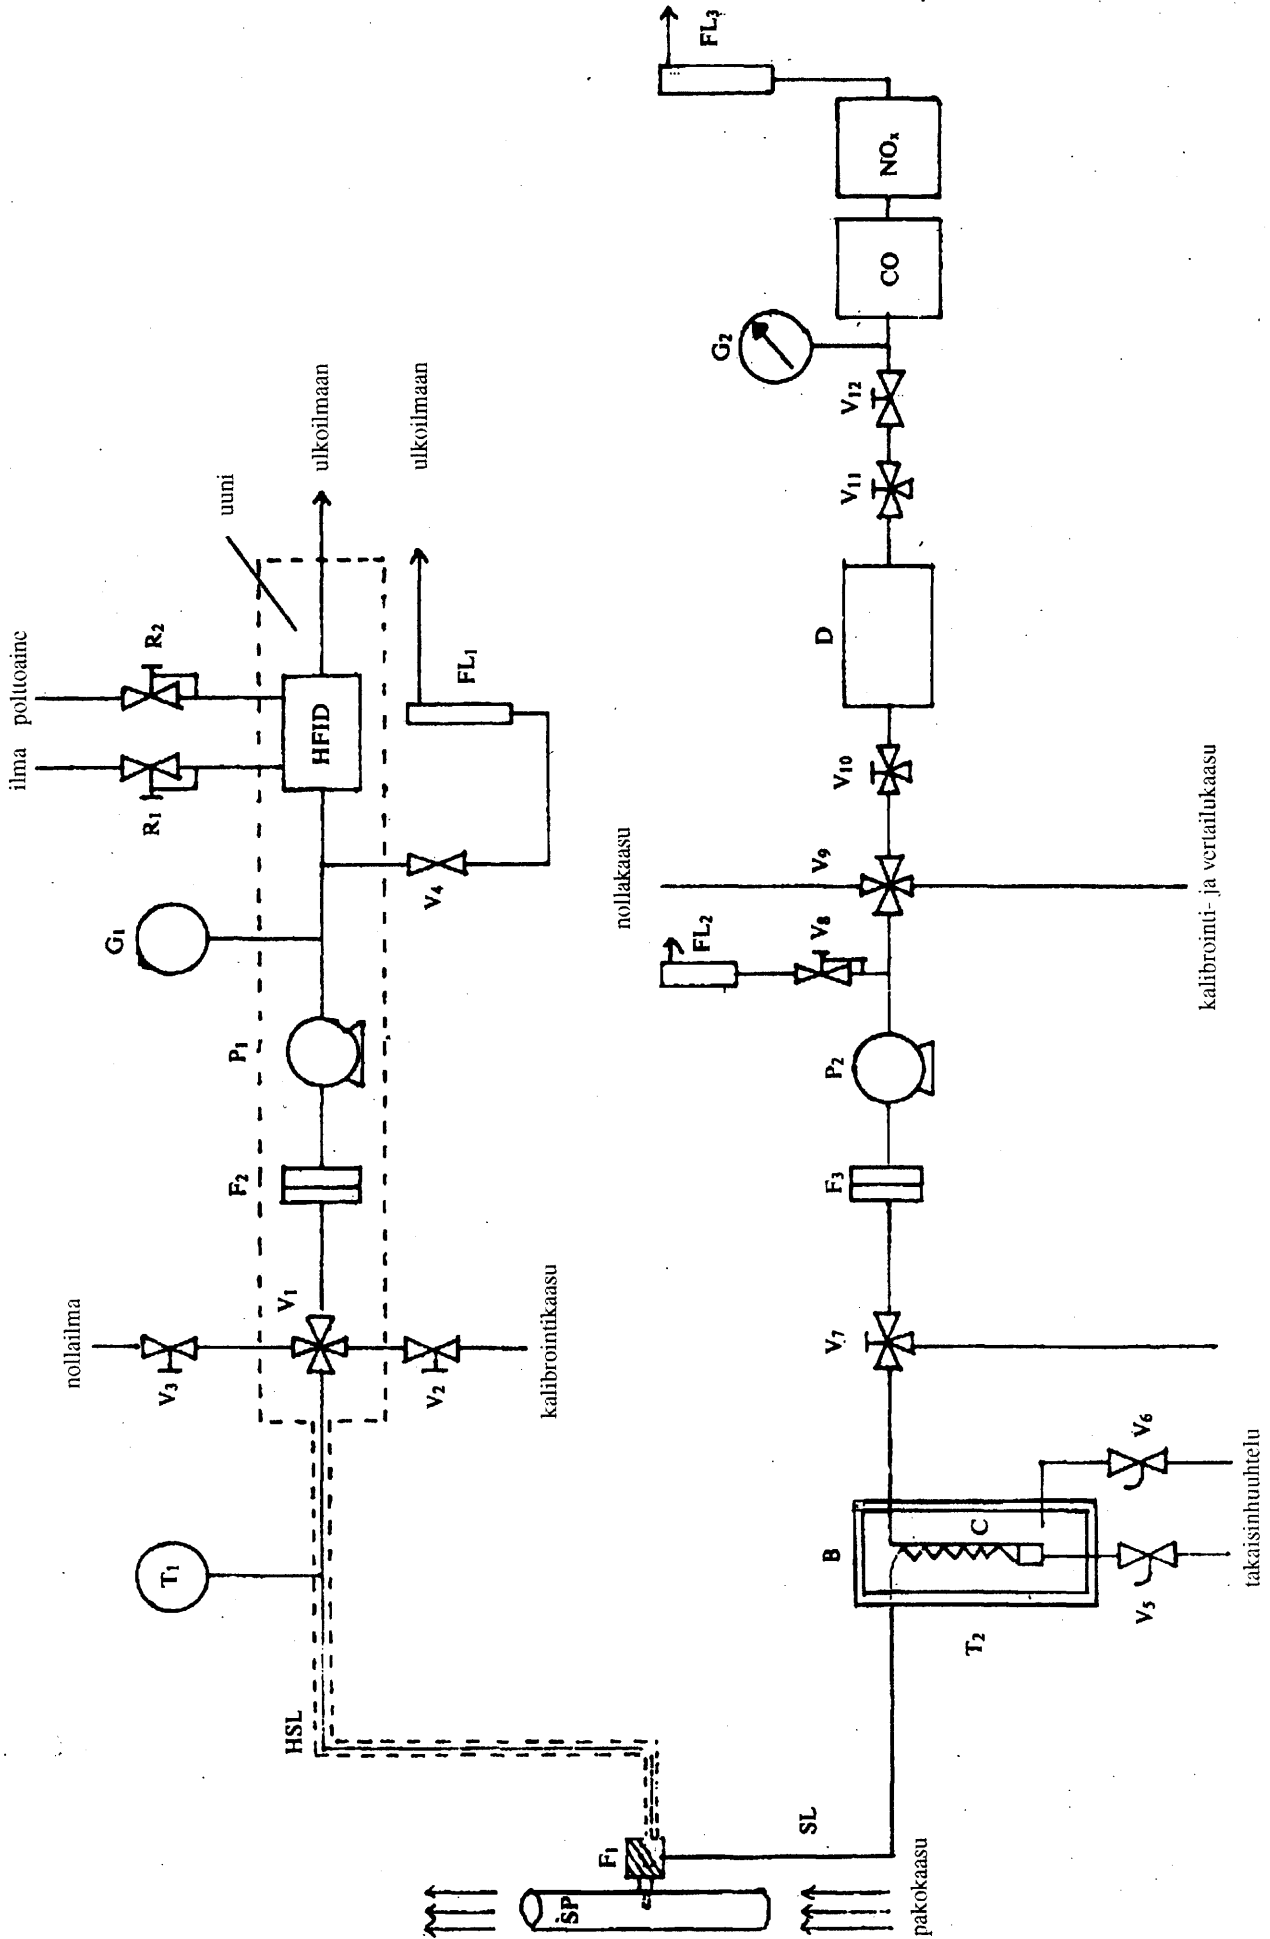 ilma
polttoaine
R₁
R₂
uuni
ulkoilmaan
ulkoilmaan
HFID
FL₁
G₁
V₄
P₁
F₂
nollailma
V₃
V₁
V₂
kalibrointikaasu
T₁
HSL
F₁
SP
SL
pakokaasu
B
C
T₂
V₅
V₆
takaisinhuuhtelu
V₇
F₃
P₂
FL₂
V₈
nollakaasu
V₉
kalibrointi- ja vertailukaasu
V₁₀
D
V₁₁
V₁₂
G₂
CO
NOₓ
FL₃